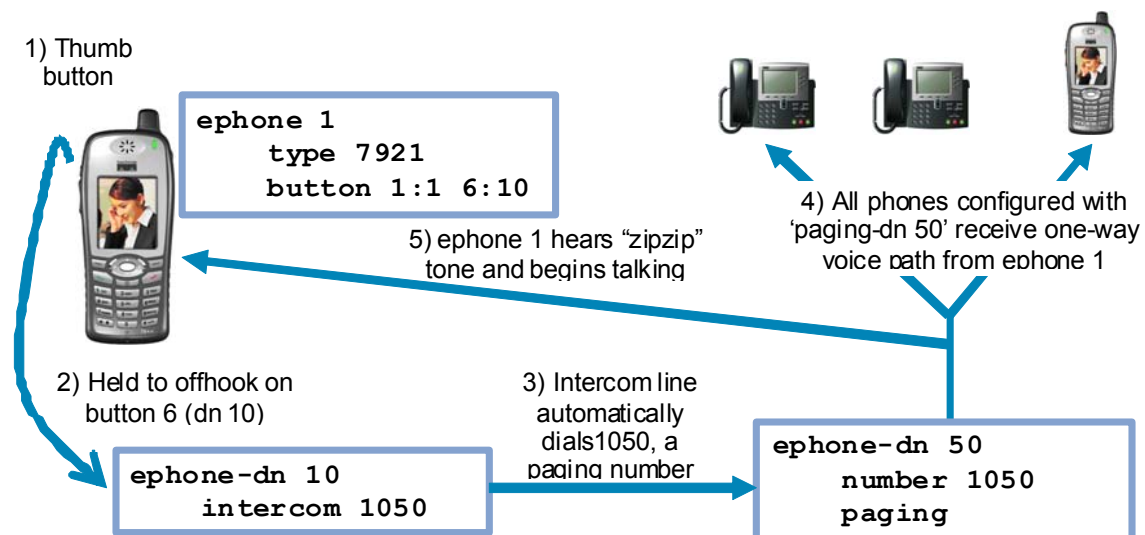 1) Thumb
button
ephone 1
type 7921
button 1:1 6:10
5) ephone 1 hears “zipzip”
tone and begins talking
4) All phones configured with
‘paging-dn 50’ receive one-way
voice path from ephone 1
2) Held to offhook on
button 6 (dn 10)
3) Intercom line
automatically
dials1050, a
paging number
ephone-dn 10
intercom 1050
ephone-dn 50
number 1050
paging